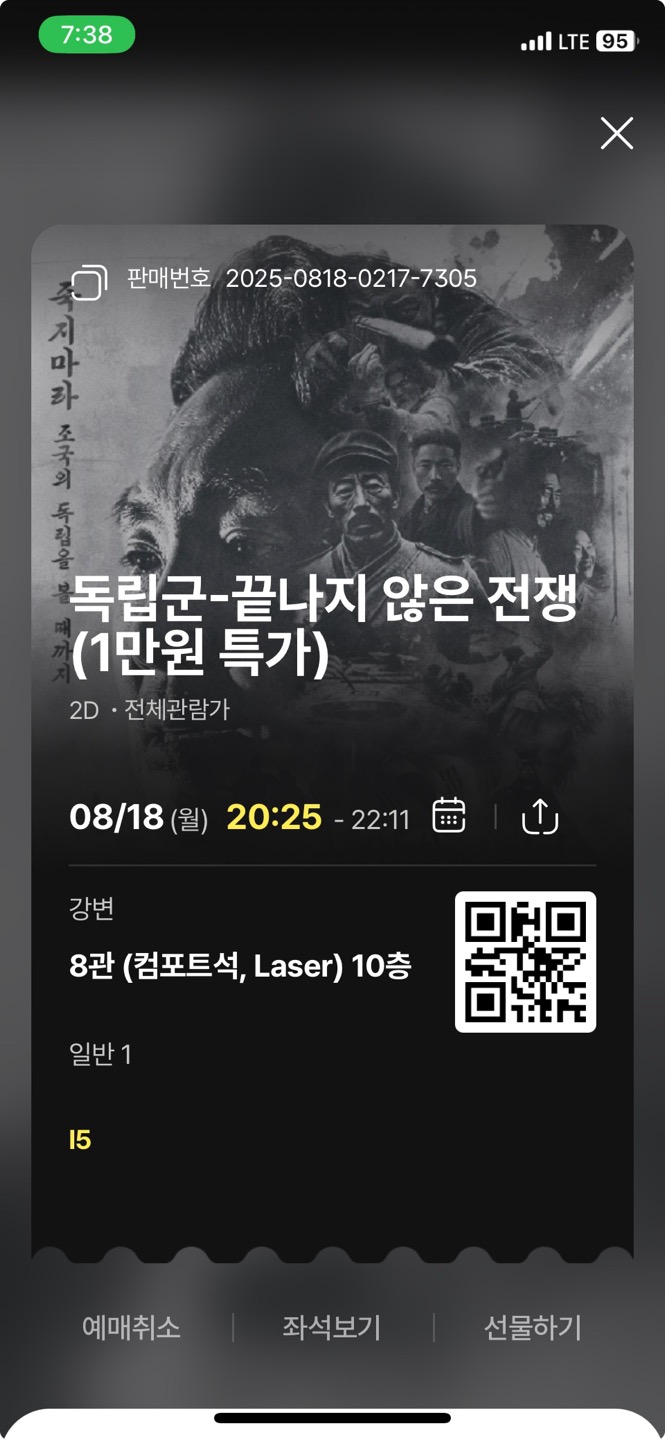 7:38
LTE 95
판매번호 2025-0818-0217-7305
죽지마라 조국의 독립을 볼 때까지
독립군-끝나지 않은 전쟁
(1만원 특가)
2D · 전체관람가
08/18 (월) 20:25 - 22:11
강변
8관 (컴포트석, Laser) 10층
일반 1
I5
예매취소 | 좌석보기 | 선물하기